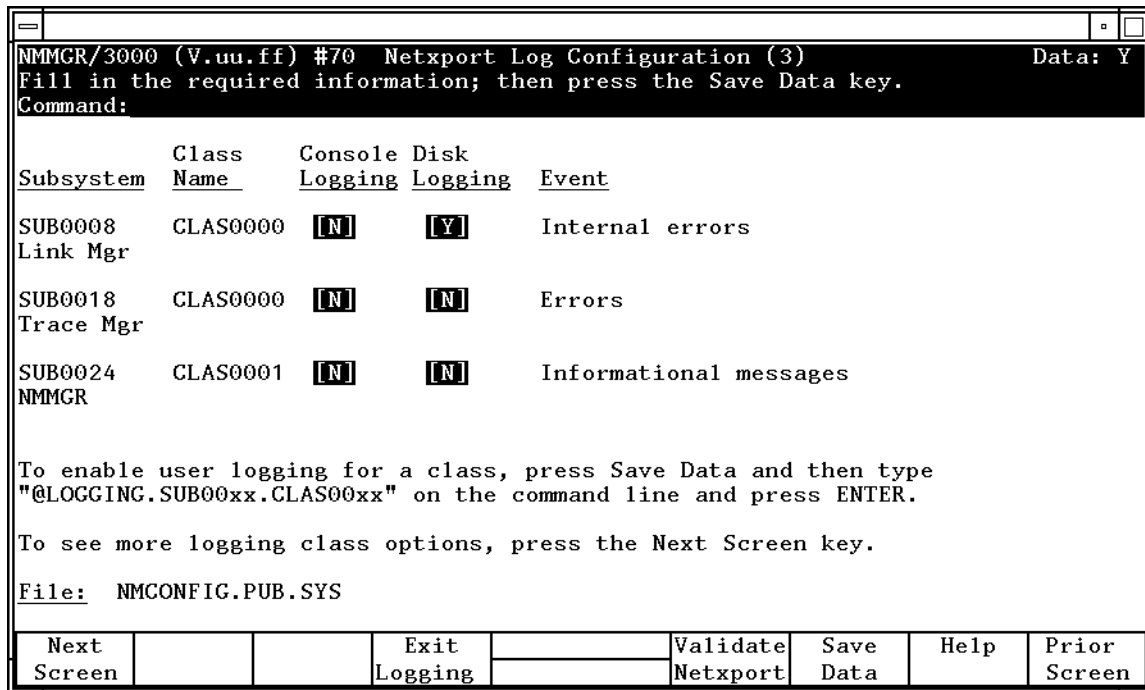 NMMGR/3000 (V.uu.ff) #70 Netxport Log Configuration (3) Data: Y
Fill in the required information; then press the Save Data key.
Command:
Class Console Disk
Subsystem Name Logging Logging Event
SUB0008 CLAS0000 [N] [Y] Internal errors
Link Mgr
SUB0018 CLAS0000 [N] [N] Errors
Trace Mgr
SUB0024 CLAS0001 [N] [N] Informational messages
NMMGR
To enable user logging for a class, press Save Data and then type
"@LOGGING.SUB00xx.CLAS00xx" on the command line and press ENTER.
To see more logging class options, press the Next Screen key.
File: NMCONFIG.PUB.SYS
Next Exit Validate Save Help Prior
Screen Logging Netxport Data Screen